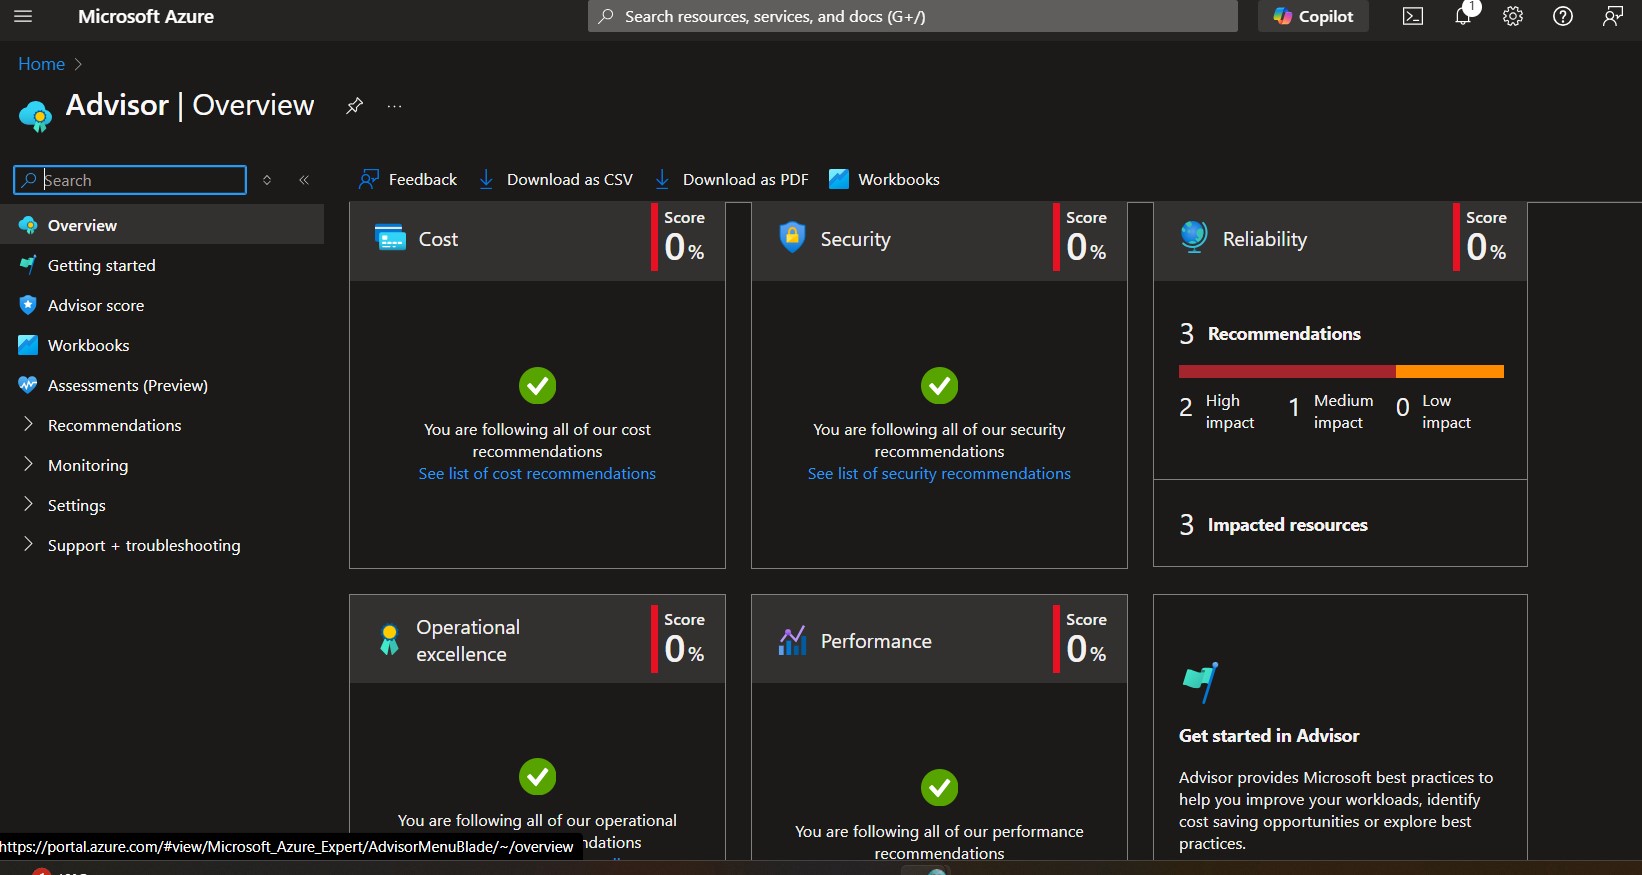 Microsoft Azure
Search resources, services, and docs (G+/)
Copilot
1
Home
Advisor | Overview
Search
Feedback
Download as CSV
Download as PDF
Workbooks
Overview
Getting started
Advisor score
Workbooks
Assessments (Preview)
Recommendations
Monitoring
Settings
Support + troubleshooting
Cost
Score
0%
You are following all of our cost
recommendations
See list of cost recommendations
Security
Score
0%
You are following all of our security
recommendations
See list of security recommendations
Reliability
Score
0%
3 Recommendations
2 High
impact
1 Medium
impact
0 Low
impact
3 Impacted resources
Operational
excellence
Score
0%
You are following all of our operational
ndations
Performance
Score
0%
You are following all of our performance
recommendations
Get started in Advisor
Advisor provides Microsoft best practices to
help you improve your workloads, identify
cost saving opportunities or explore best
practices.
https://portal.azure.com/#view/Microsoft_Azure_Expert/AdvisorMenuBlade/~/overview